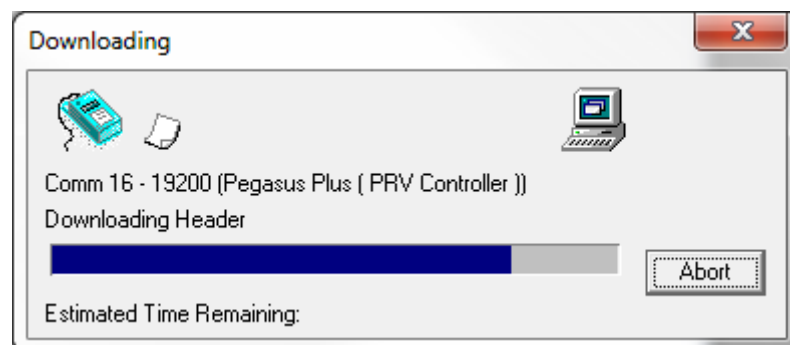 Downloading
Comm 16 - 19200 (Pegasus Plus ( PRV Controller ))
Downloading Header
Abort
Estimated Time Remaining: